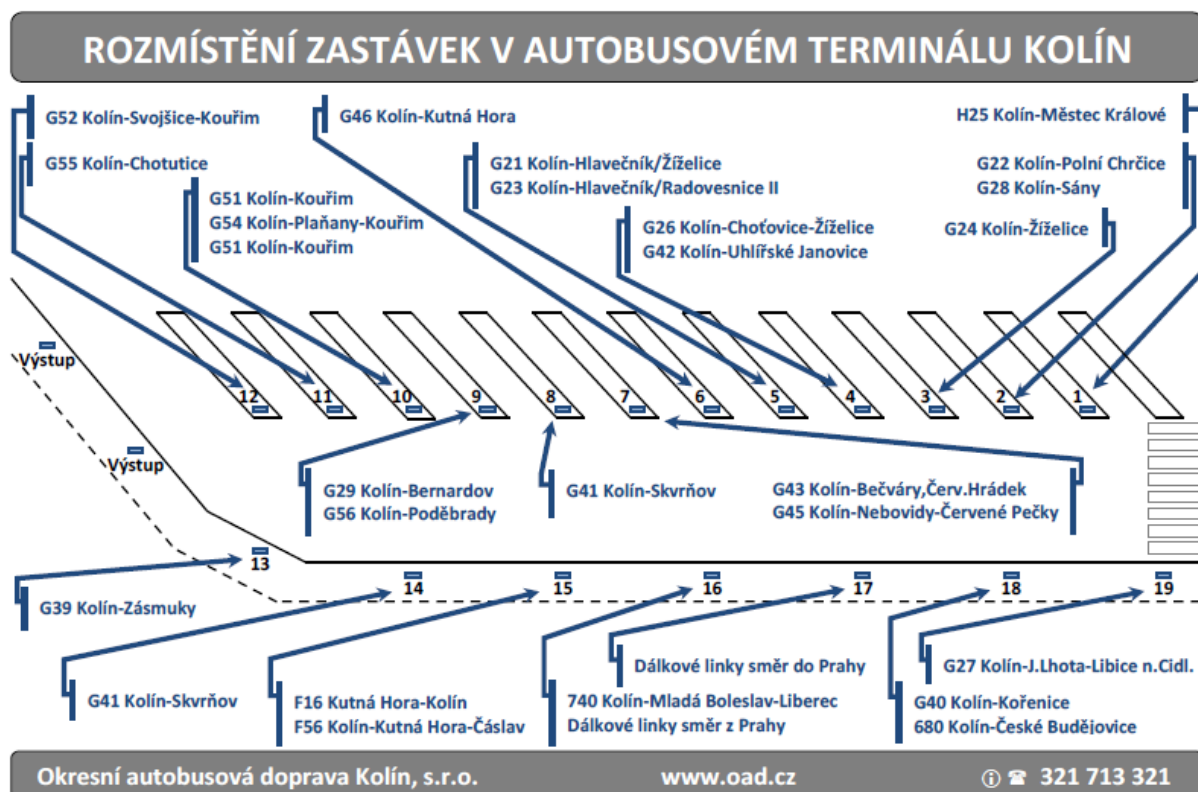 ROZMÍSTĚNÍ ZASTÁVEK V AUTOBUSOVÉM TERMINÁLU KOLÍN
G52 Kolín-Svojšice-Kouřim
G46 Kolín-Kutná Hora
H25 Kolín-Městec Králové
G55 Kolín-Chotutice
G21 Kolín-Hlavečník/Žíželice
G23 Kolín-Hlavečník/Radovesnice II
G22 Kolín-Polní Chrčice
G28 Kolín-Sány
G51 Kolín-Kouřim
G54 Kolín-Plaňany-Kouřim
G51 Kolín-Kouřim
G26 Kolín-Choťovice-Žíželice
G42 Kolín-Uhlířské Janovice
G24 Kolín-Žíželice
Výstup
12 11 10 9 8 7 6 5 4 3 2 1
Výstup
G29 Kolín-Bernardov
G56 Kolín-Poděbrady
G41 Kolín-Skvrňov
G43 Kolín-Bečváry,Červ.Hrádek
G45 Kolín-Nebovidy-Červené Pečky
13
14 15 16 17 18 19
G39 Kolín-Zásmuky
G41 Kolín-Skvrňov
F16 Kutná Hora-Kolín
F56 Kolín-Kutná Hora-Čáslav
Dálkové linky směr do Prahy
740 Kolín-Mladá Boleslav-Liberec
Dálkové linky směr z Prahy
G27 Kolín-J.Lhota-Libice n.Cidl.
G40 Kolín-Kořenice
680 Kolín-České Budějovice
Okresní autobusová doprava Kolín, s.r.o.
www.oad.cz
ⓘ ☎ 321 713 321